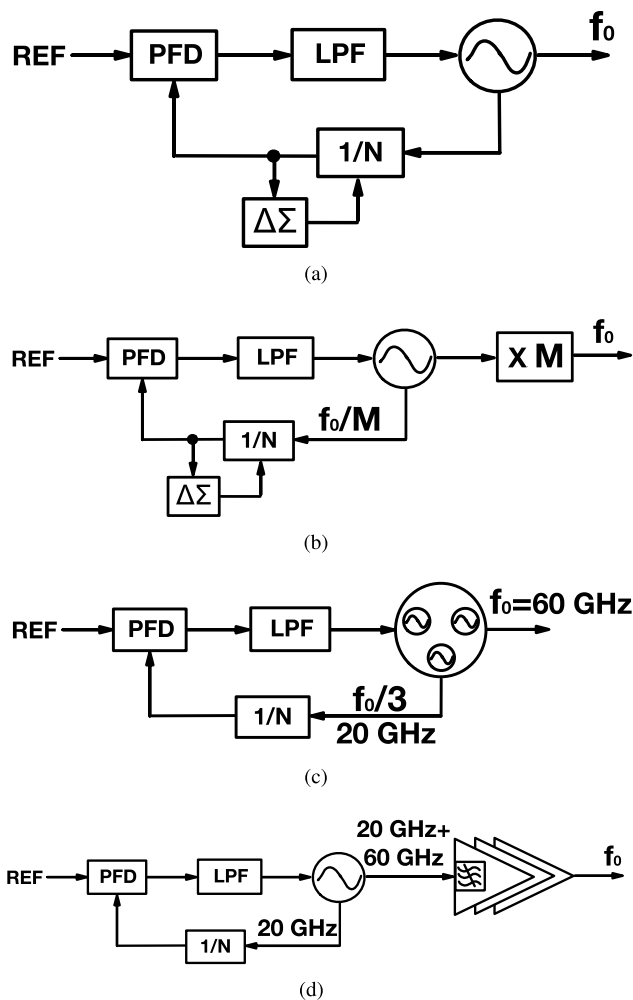 f₀
REF PFD LPF
1/N
ΔΣ
(a)
f₀
REF PFD LPF X M
f₀/M
1/N
ΔΣ
(b)
f₀=60 GHz
REF PFD LPF
f₀/3
1/N
20 GHz
(c)
20 GHz+
60 GHz
f₀
REF PFD LPF
20 GHz
1/N
(d)